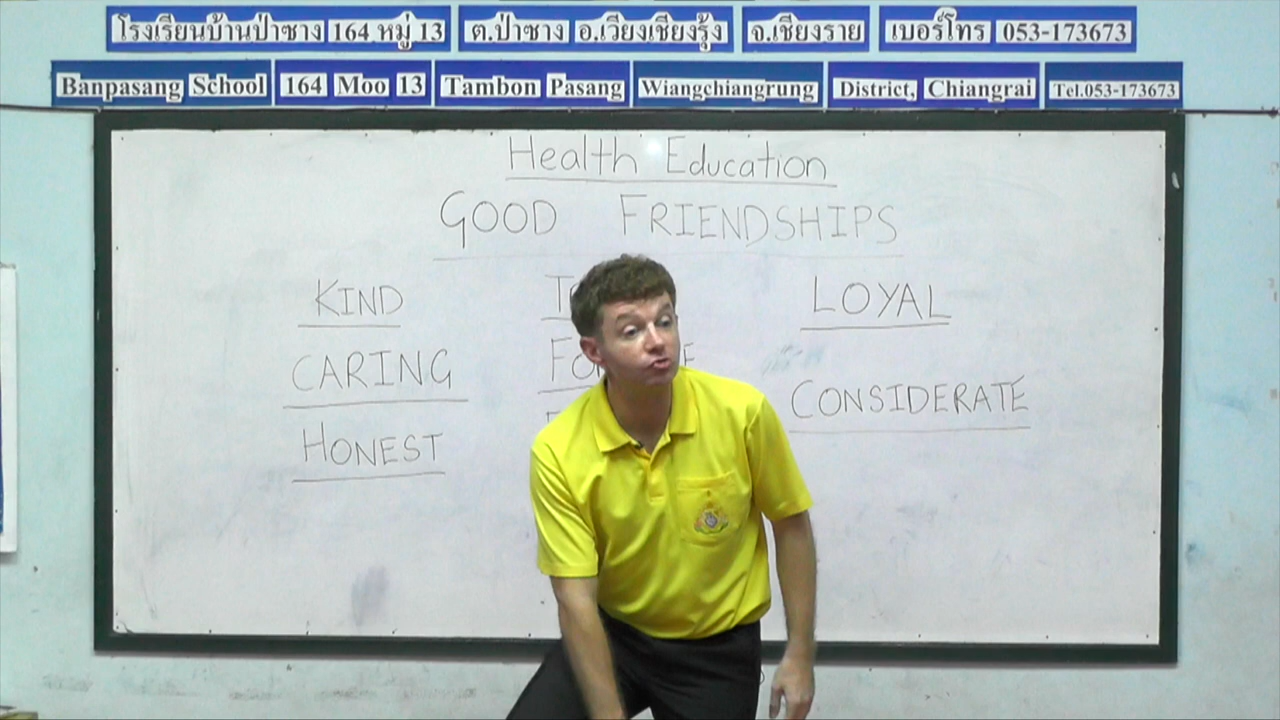 โรงเรียนบ้านป่าซาง 164 หมู่ 13 ต.ป่าซาง อ.เวียงเชียงรุ้ง จ.เชียงราย เบอร์โทร 053-173673
Banpasang School 164 Moo 13 Tambon Pasang Wiangchiangrung District, Chiangrai Tel.053-173673
Health Education
GOOD FRIENDSHIPS
KIND LOYAL
CARING CONSIDERATE
HONEST